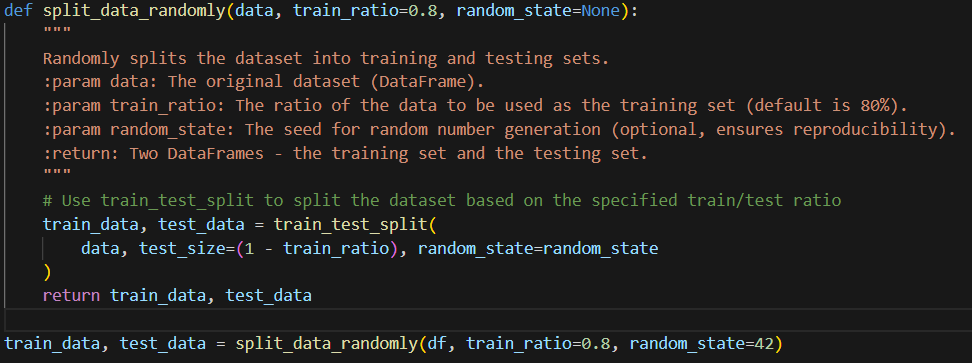 def split_data_randomly(data, train_ratio=0.8, random_state=None):
    """
    Randomly splits the dataset into training and testing sets.
    :param data: The original dataset (DataFrame).
    :param train_ratio: The ratio of the data to be used as the training set (default is 80%).
    :param random_state: The seed for random number generation (optional, ensures reproducibility).
    :return: Two DataFrames - the training set and the testing set.
    """
    # Use train_test_split to split the dataset based on the specified train/test ratio
    train_data, test_data = train_test_split(
        data, test_size=(1 - train_ratio), random_state=random_state
    )
    return train_data, test_data
train_data, test_data = split_data_randomly(df, train_ratio=0.8, random_state=42)